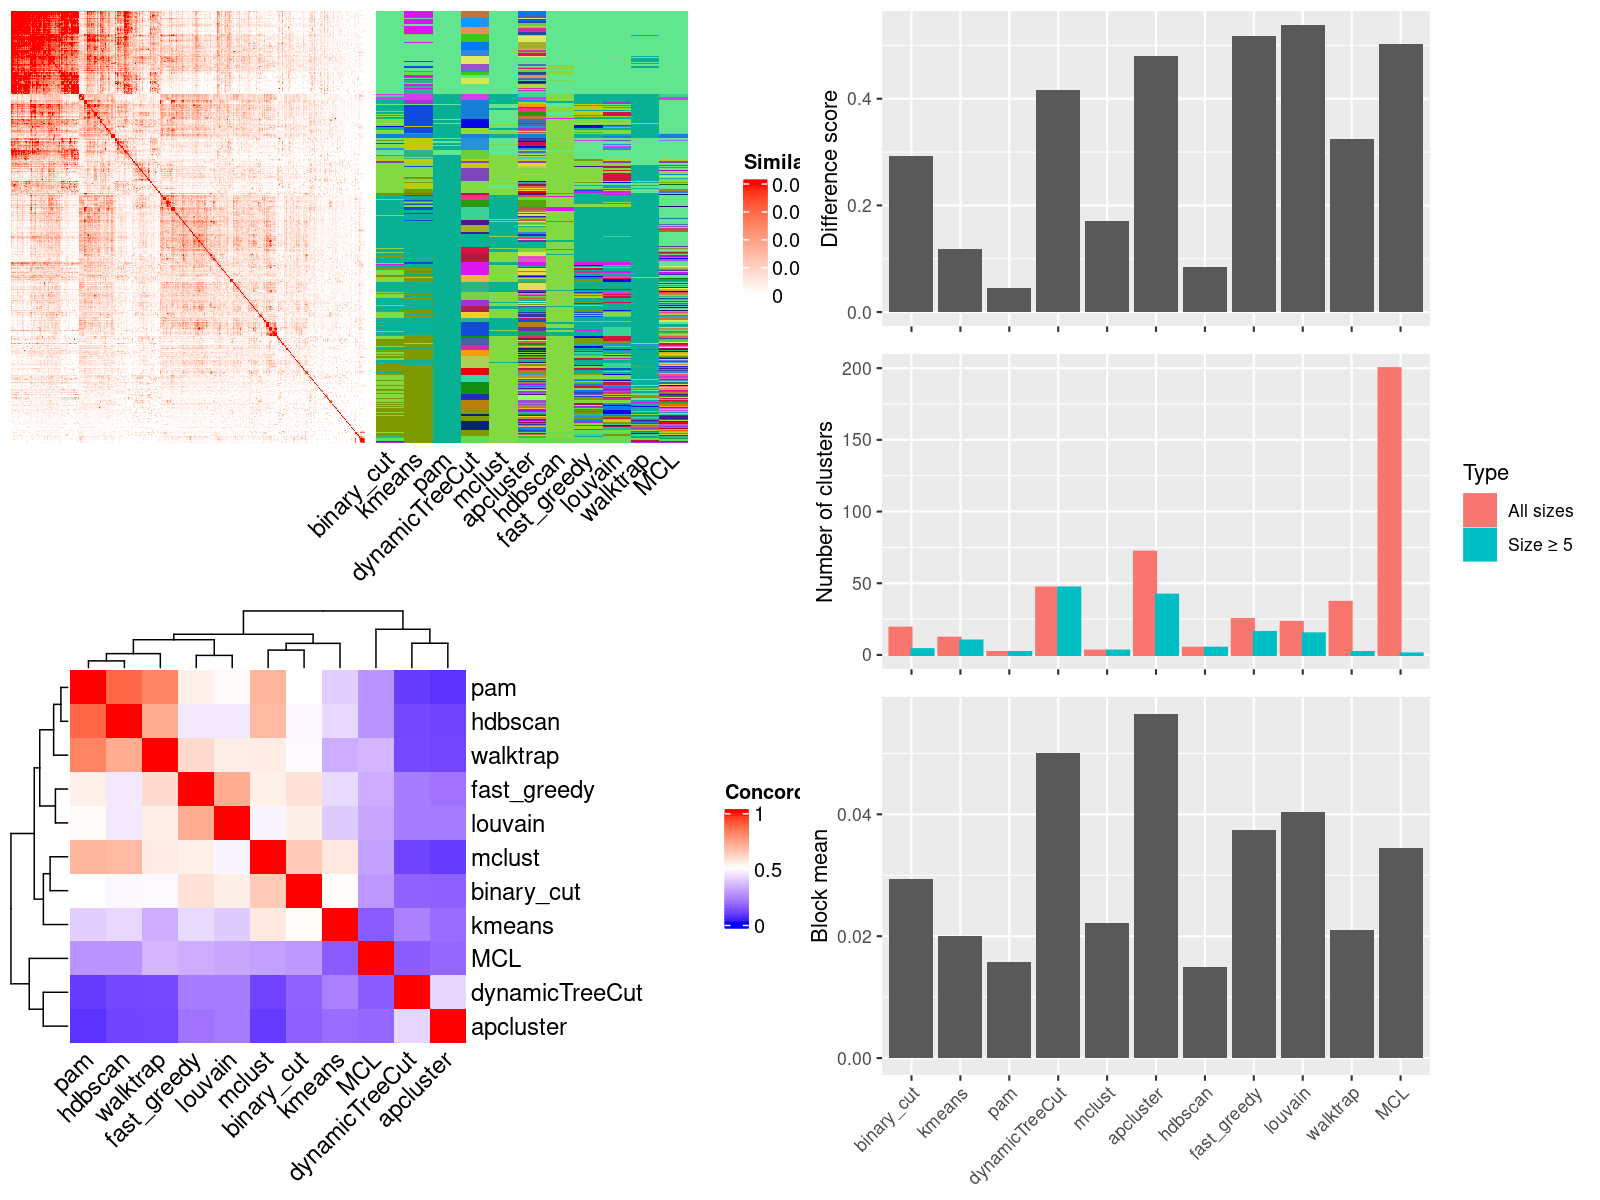 Simila
0.0
0.0
0.0
0.0
0
binary_cut
kmeans
pam
dynamicTreeCut
mclust
apcluster
hdbscan
fast_greedy
louvain
walktrap
MCL
pam
hdbscan
walktrap
fast_greedy
louvain
mclust
binary_cut
kmeans
MCL
dynamicTreeCut
apcluster
pam
hdbscan
walktrap
fast_greedy
louvain
mclust
binary_cut
kmeans
MCL
dynamicTreeCut
apcluster
Concord
1
0.5
0
Difference score
0.4
0.2
0.0
Number of clusters
200
150
100
50
0
Type
All sizes
Size ≥ 5
Block mean
0.04
0.02
0.00
binary_cut
kmeans
pam
dynamicTreeCut
mclust
apcluster
hdbscan
fast_greedy
louvain
walktrap
MCL